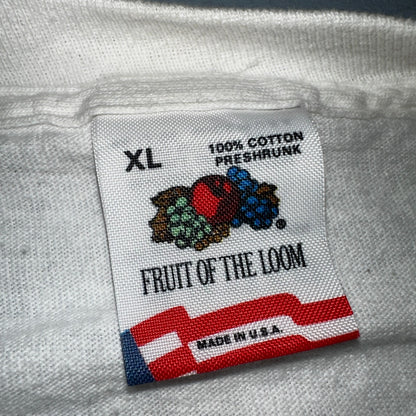 XL
100% COTTON
PRESHRUNK
®
FRUIT OF THE LOOM
MADE IN U.S.A.